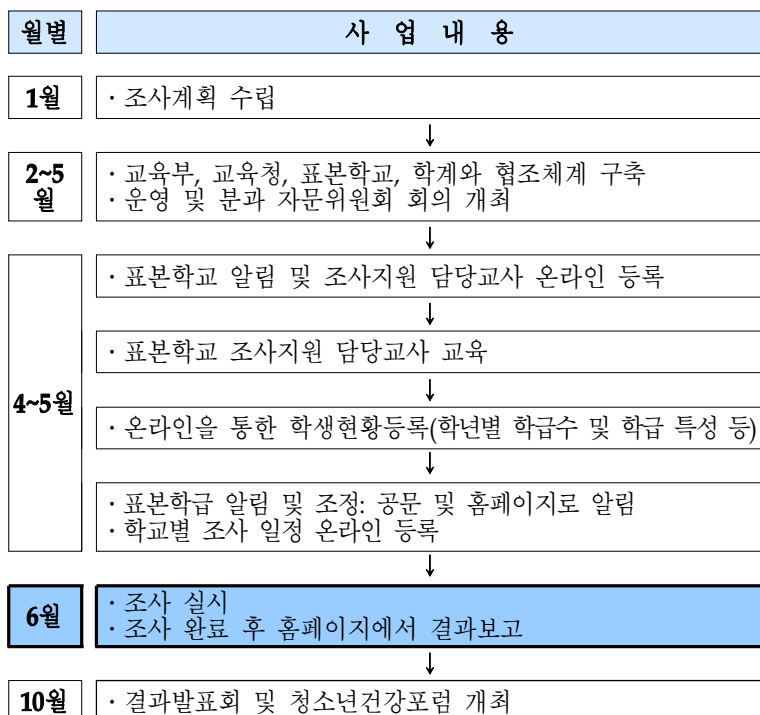 월별
사 업 내 용
1월
· 조사계획 수립
2~5
월
· 교육부, 교육청, 표본학교, 학계와 협조체계 구축
· 운영 및 분과 자문위원회 회의 개최
4~5월
· 표본학교 알림 및 조사지원 담당교사 온라인 등록
· 표본학교 조사지원 담당교사 교육
· 온라인을 통한 학생현황등록(학년별 학급수 및 학급 특성 등)
· 표본학급 알림 및 조정: 공문 및 홈페이지로 알림
· 학교별 조사 일정 온라인 등록
6월
· 조사 실시
· 조사 완료 후 홈페이지에서 결과보고
10월
· 결과발표회 및 청소년건강포럼 개최